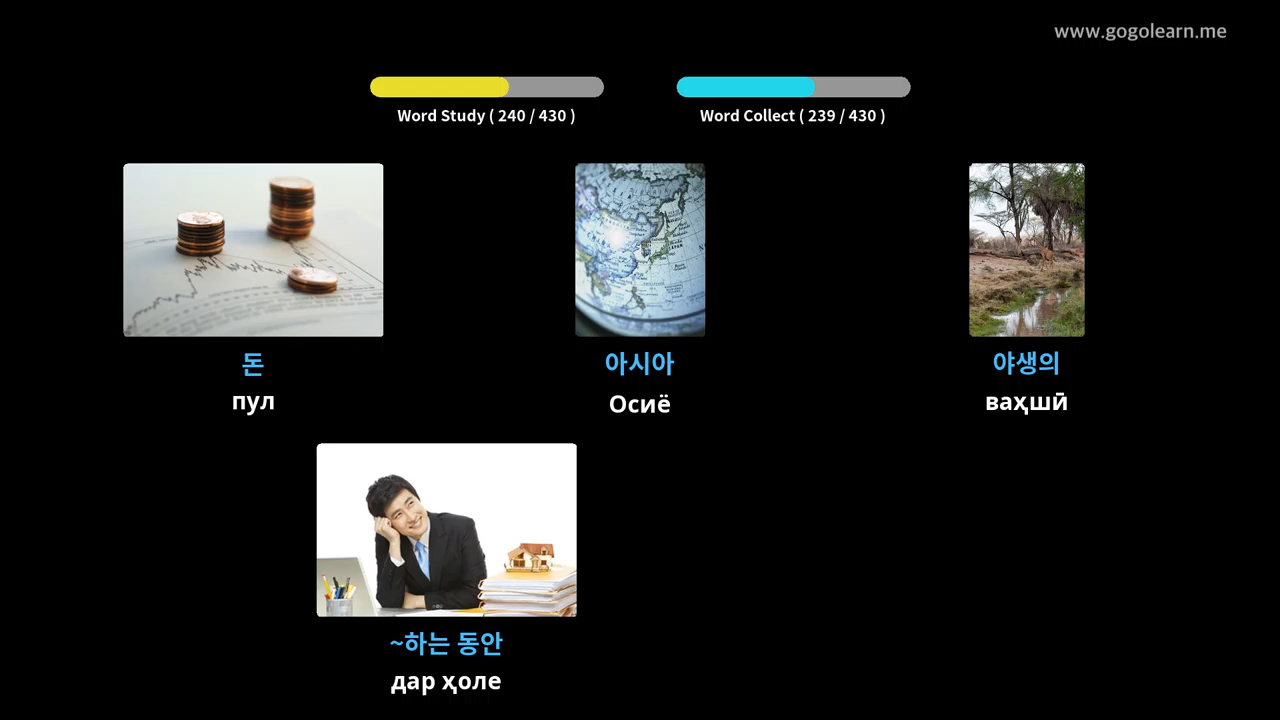 www.gogolearn.me
Word Study ( 240 / 430 )
Word Collect ( 239 / 430 )
돈
пул
아시아
Осиё
야생의
ваҳшӣ
~하는 동안
дар ҳоле